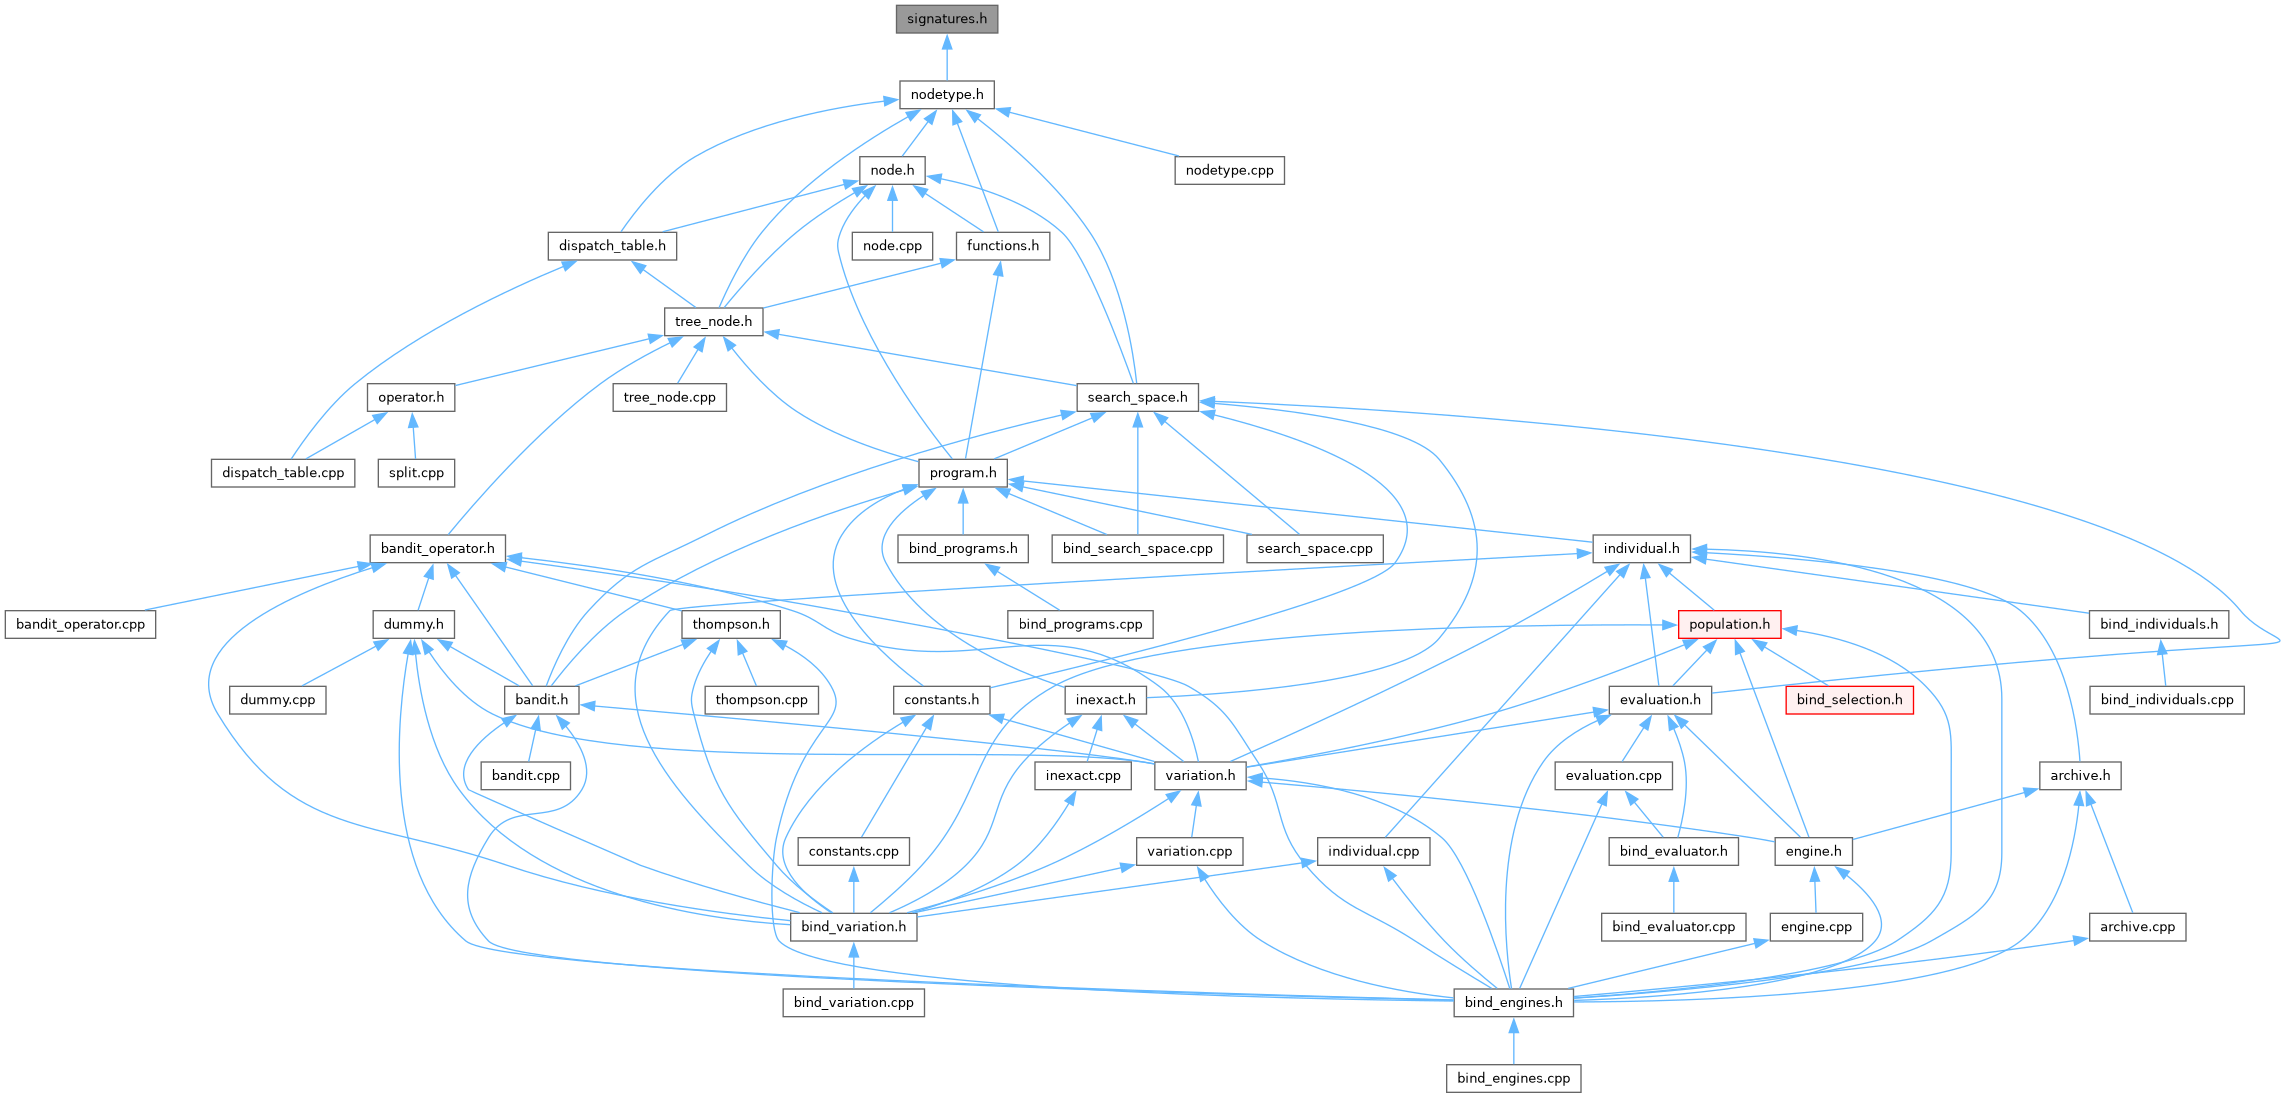 signatures.h
nodetype.h
node.h
nodetype.cpp
dispatch_table.h
node.cpp
functions.h
tree_node.h
operator.h
tree_node.cpp
search_space.h
dispatch_table.cpp
split.cpp
program.h
bandit_operator.h
bind_programs.h
bind_search_space.cpp
search_space.cpp
individual.h
bandit_operator.cpp
dummy.h
thompson.h
bind_programs.cpp
population.h
bind_individuals.h
dummy.cpp
bandit.h
thompson.cpp
constants.h
inexact.h
evaluation.h
bind_selection.h
bind_individuals.cpp
bandit.cpp
inexact.cpp
variation.h
evaluation.cpp
archive.h
constants.cpp
variation.cpp
individual.cpp
bind_evaluator.h
engine.h
bind_variation.h
bind_evaluator.cpp
engine.cpp
archive.cpp
bind_variation.cpp
bind_engines.h
bind_engines.cpp